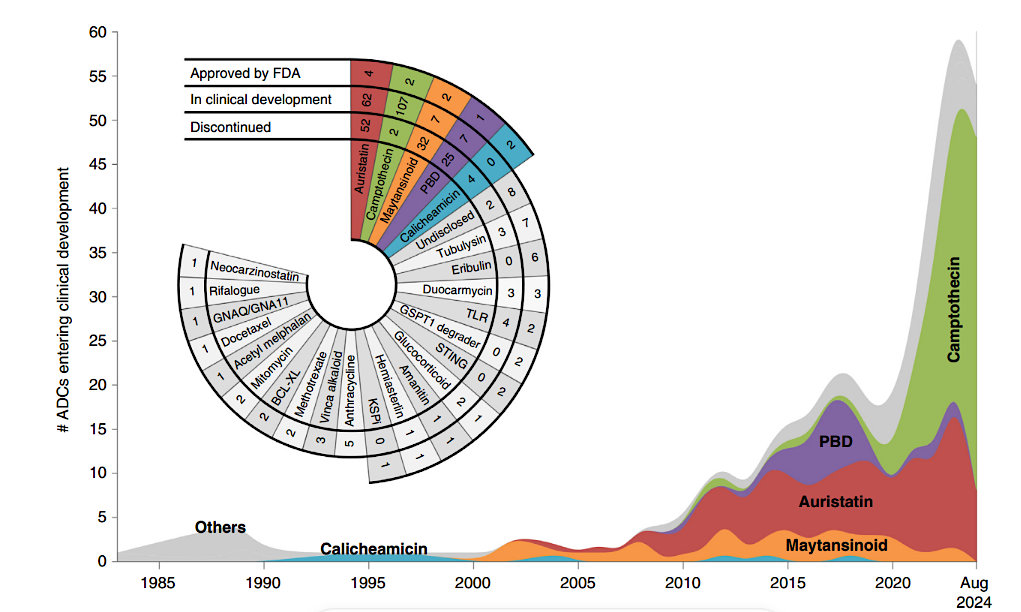 # ADCs entering clinical development
60
55
50
45
40
35
30
25
20
15
10
5
0
Approved by FDA
4
2
2
1
2
In clinical development
62
107
7
7
0
Discontinued
52
2
32
25
4
Auristatin
Camptothecin
Maytansinoid
PBD
Calicheamicin
Undisclosed 2 8
Tubulysin 3 7
Eribulin 0 6
Duocarmycin 3 3
TLR 4 2
GSPT1 degrader 0 2
STING 0 2
Glucocorticoid 2 1
Amanitin 1 1
Hemiasterlin 1 1
KSPi 0 1
Anthracycline 5
Vinca alkaloid 3
Methotrexate 2
BCL-XL 2
Mitomycin 2
Acetyl melphalan 1
Docetaxel 1
GNAQ/GNA11 1
Rifalogue 1
Neocarzinostatin 1
Camptothecin
PBD
Auristatin
Maytansinoid
Others
Calicheamicin
1985
1990
1995
2000
2005
2010
2015
2020
Aug
2024